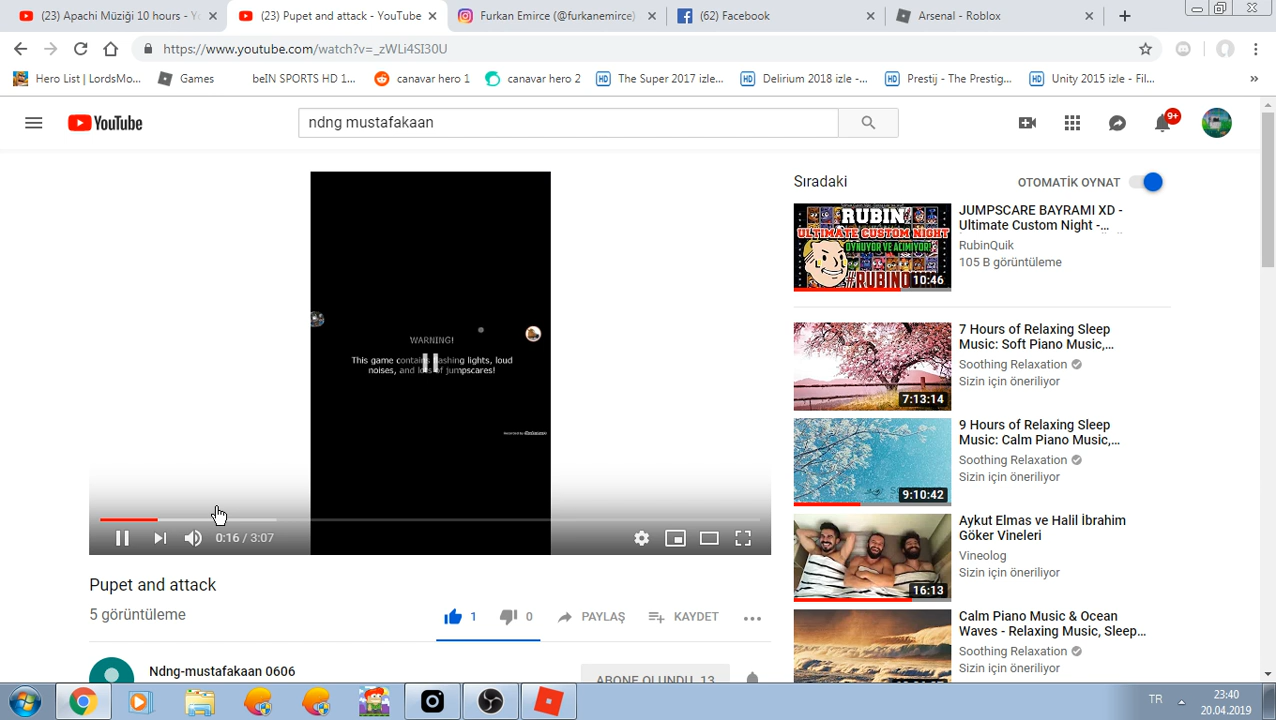 (23) Apachi Müziği 10 hours - Y
(23) Pupet and attack - YouTube
Furkan Emirce (@furkanemirce)
(62) Facebook
Arsenal - Roblox
https://www.youtube.com/watch?v=_zWLi4SI30U
Hero List | LordsMo...
Games
beIN SPORTS HD 1...
canavar hero 1
canavar hero 2
The Super 2017 izle...
Delirium 2018 izle -...
Prestij - The Prestig...
Unity 2015 izle - Fil...
YouTube
ndng mustafakaan
9+
WARNING!
This game contains flashing lights, loud
noises, and lots of jumpscares!
0:16 / 3:07
Pupet and attack
5 görüntüleme
1
0
PAYLAŞ
KAYDET
Ndng-mustafakaan 0606
ABONE OLUNDU 13
Sıradaki
OTOMATİK OYNAT
RUBIN
ULTIMATE CUSTOM NIGHT
OYNUYOR VE ACIMIYOR!
#RUBINO
10:46
JUMPSCARE BAYRAMI XD -
Ultimate Custom Night -...
RubinQuik
105 B görüntüleme
7:13:14
7 Hours of Relaxing Sleep
Music: Soft Piano Music,...
Soothing Relaxation
Sizin için öneriliyor
9:10:42
9 Hours of Relaxing Sleep
Music: Calm Piano Music,...
Soothing Relaxation
Sizin için öneriliyor
16:13
Aykut Elmas ve Halil İbrahim
Göker Vineleri
Vineolog
Sizin için öneriliyor
Calm Piano Music & Ocean
Waves - Relaxing Music, Sleep...
Soothing Relaxation
Sizin için öneriliyor
TR
23:40
20.04.2019